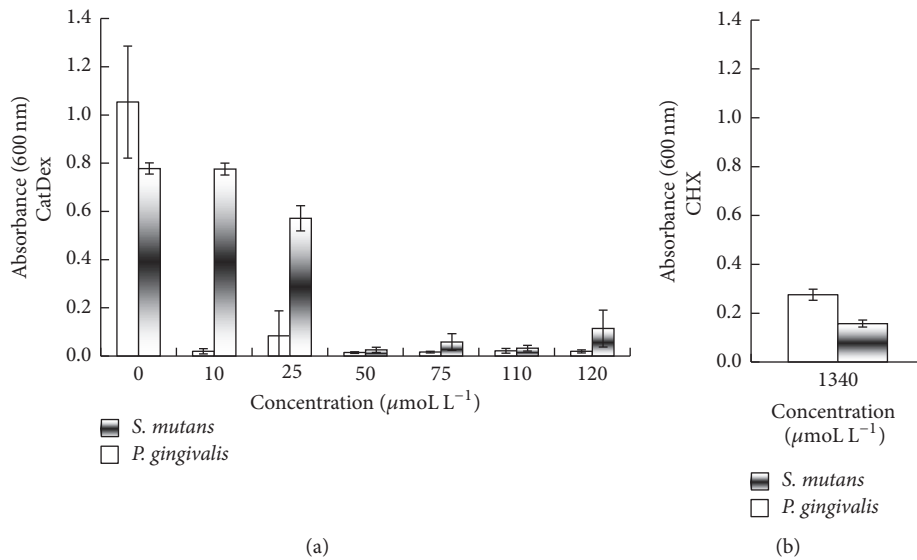 Absorbance (600 nm)
CatDex
1.4
1.2
1.0
0.8
0.6
0.4
0.2
0.0
0 10 25 50 75 110 120
Concentration (μmoL L⁻¹)
S. mutans
P. gingivalis
(a)
Absorbance (600 nm)
CHX
1.4
1.2
1.0
0.8
0.6
0.4
0.2
0.0
1340
Concentration
(μmoL L⁻¹)
S. mutans
P. gingivalis
(b)